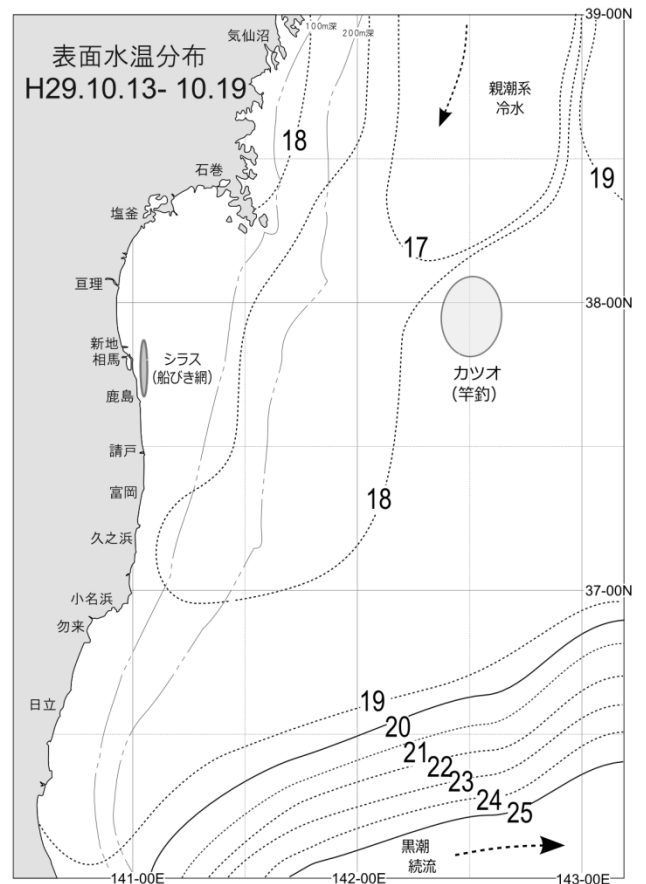 39-00N
気仙沼
100m深
200m深
表面水温分布
H29.10.13- 10.19
親潮系
冷水
18
石巻
19
塩釜
17
亘理
38-00N
新地
相馬
シラス
(船びき網)
カツオ
(竿釣)
鹿島
請戸
富岡
18
久之浜
37-00N
小名浜
勿来
日立
19
20
21
22
23
24
25
黒潮
続流
141-00E
142-00E
143-00E